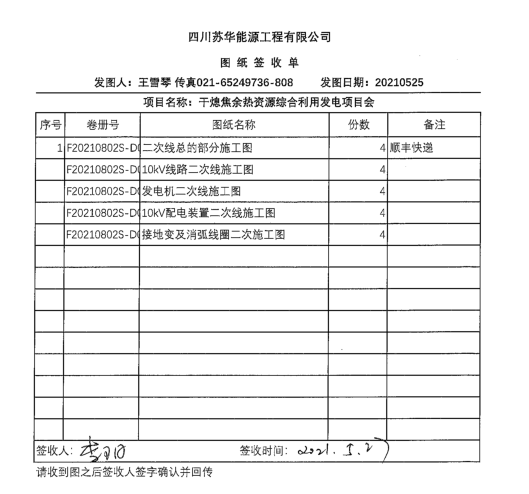 四川苏华能源工程有限公司
图 纸 签 收 单
发图人：王雪琴 传真021-65249736-808 发图日期：20210525
项目名称：干熄焦余热资源综合利用发电项目会
序号 卷册号 图纸名称 份数 备注
1 F20210802S-D( 二次线总的部分施工图 4 顺丰快递
F20210802S-D( 10kV线路二次线施工图 4
F20210802S-D( 发电机二次线施工图 4
F20210802S-D( 10kV配电装置二次线施工图 4
F20210802S-D( 接地变及消弧线圈二次施工图 4
签收人： 签收时间：2021.5.27
请收到图之后签收人签字确认并回传